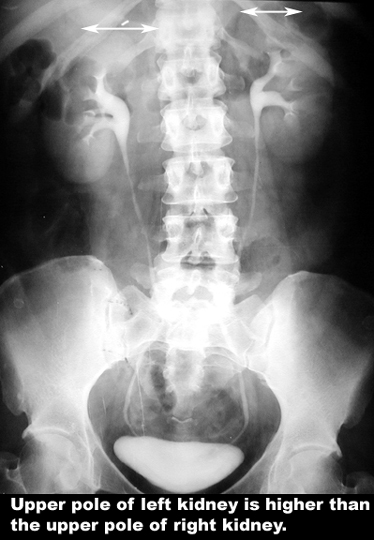 Upper pole of left kidney is higher than
the upper pole of right kidney.